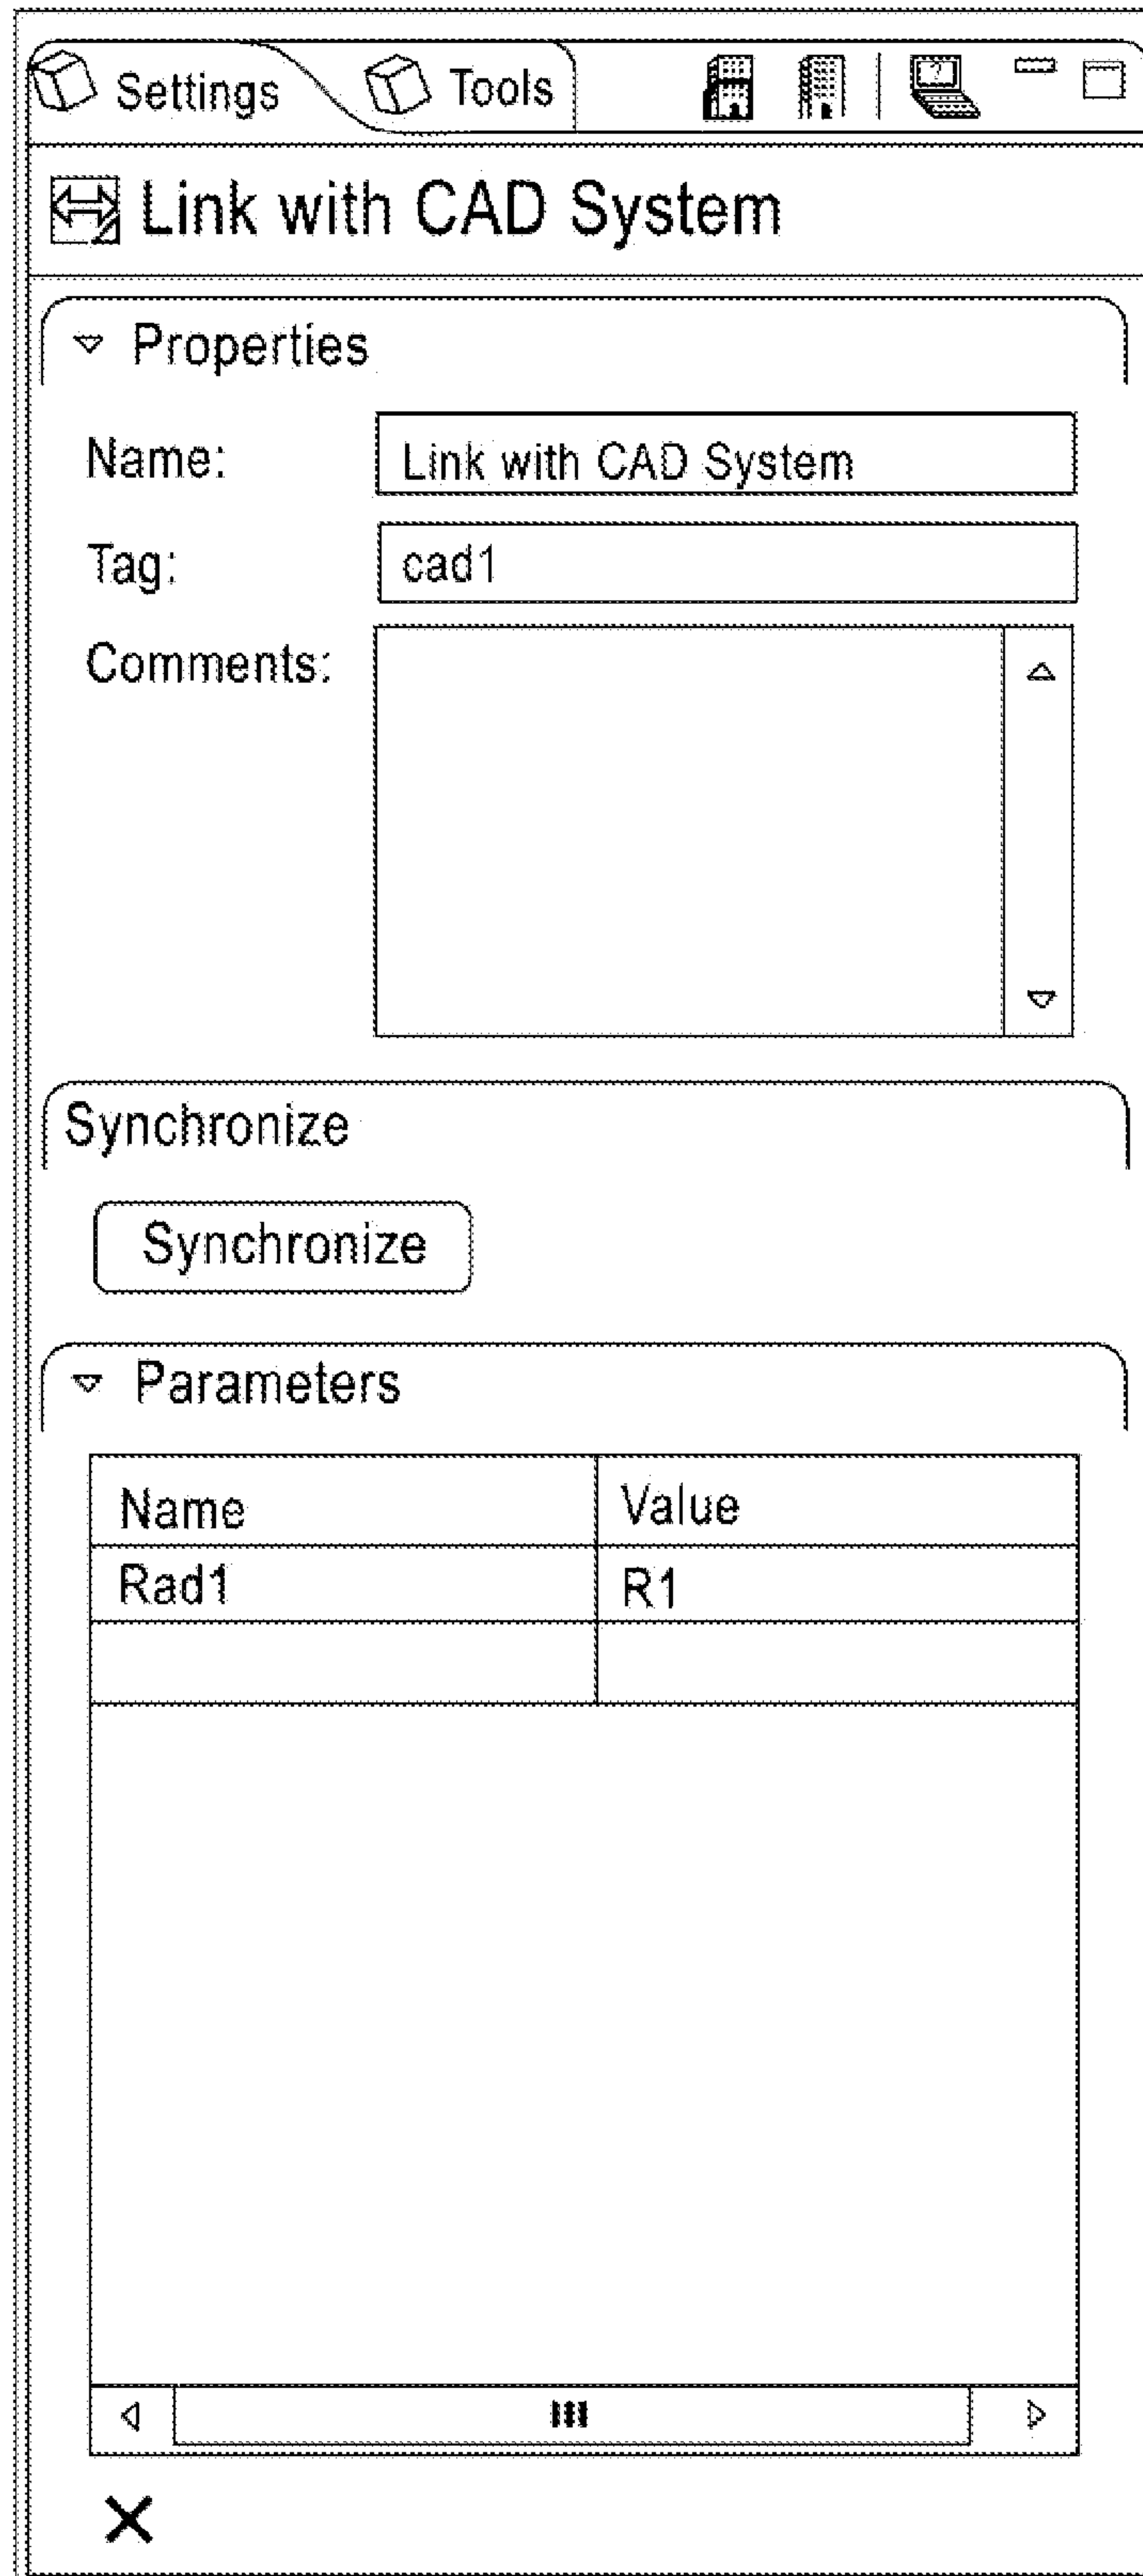 Settings Tools
Link with CAD System
Properties
Name: Link with CAD System
Tag: cad1
Comments:
Synchronize
Synchronize
Parameters
Name Value
Rad1 R1